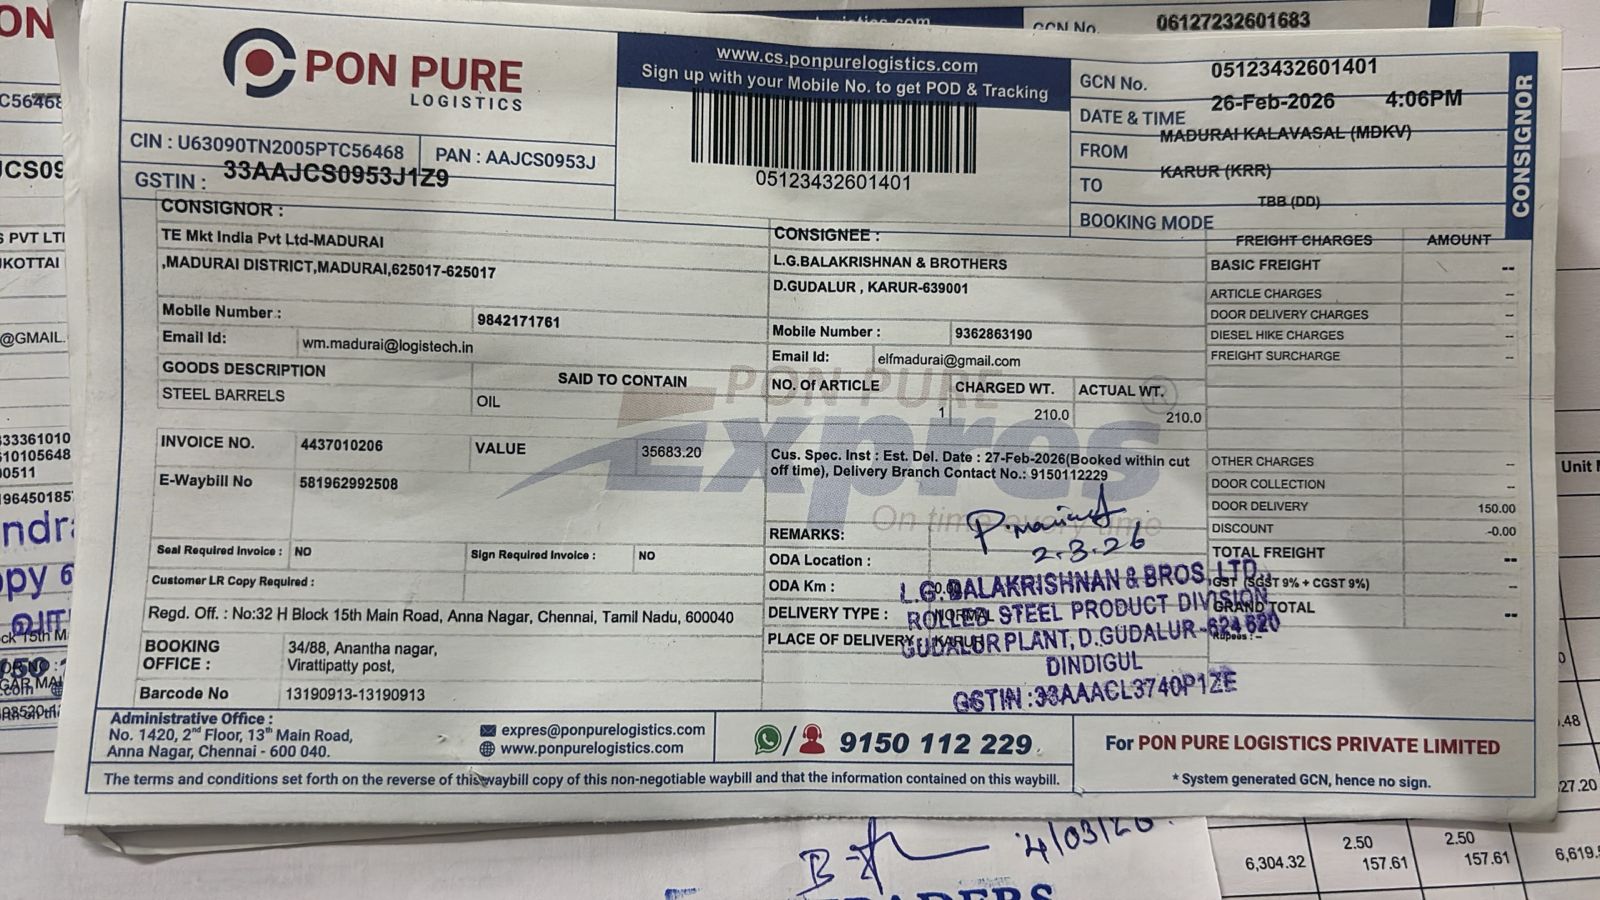 GCN No. 06127232601683
PON PURE
LOGISTICS
www.cs.ponpurelogistics.com
Sign up with your Mobile No. to get POD & Tracking
05123432601401
GCN No. 05123432601401
DATE & TIME 26-Feb-2026 4:06PM
FROM MADURAI KALAVASAL (MDKV)
TO KARUR (KRR)
BOOKING MODE TBB (DD)
CONSIGNOR
CIN : U63090TN2005PTC56468 PAN : AAJCS0953J
GSTIN : 33AAJCS0953J1Z9
CONSIGNOR :
TE Mkt India Pvt Ltd-MADURAI
,MADURAI DISTRICT,MADURAI,625017-625017
Mobile Number : 9842171761
Email Id: wm.madurai@logistech.in
CONSIGNEE :
L.G.BALAKRISHNAN & BROTHERS
D.GUDALUR , KARUR-639001
Mobile Number : 9362863190
Email Id: elfmadurai@gmail.com
GOODS DESCRIPTION SAID TO CONTAIN
STEEL BARRELS OIL
NO. Of ARTICLE CHARGED WT. ACTUAL WT.
1 210.0 210.0
INVOICE NO. 4437010206 VALUE 35683.20
E-Waybill No 581962992508
PON PURE
Expres
On time every time
Cus. Spec. Inst : Est. Del. Date : 27-Feb-2026(Booked within cut
off time), Delivery Branch Contact No.: 9150112229
Seal Required Invoice : NO Sign Required Invoice : NO
Customer LR Copy Required :
Regd. Off. : No:32 H Block 15th Main Road, Anna Nagar, Chennai, Tamil Nadu, 600040
BOOKING
OFFICE :
34/88, Anantha nagar,
Virattipatty post,
Barcode No 13190913-13190913
REMARKS:
ODA Location :
ODA Km :
DELIVERY TYPE : NORMAL
PLACE OF DELIVERY : KARUR
2.3.26
L.G.BALAKRISHNAN & BROS. LTD.,
ROLLED STEEL PRODUCT DIVISION
GUDALUR PLANT, D.GUDALUR-624 620
DINDIGUL
GSTIN :33AAACL3740P1ZE
FREIGHT CHARGES AMOUNT
BASIC FREIGHT --
ARTICLE CHARGES --
DOOR DELIVERY CHARGES --
DIESEL HIKE CHARGES --
FREIGHT SURCHARGE --
OTHER CHARGES --
DOOR COLLECTION --
DOOR DELIVERY 150.00
DISCOUNT -0.00
TOTAL FREIGHT --
GST (SGST 9% + CGST 9%) --
GRAND TOTAL --
Rupees : --
Administrative Office :
No. 1420, 2nd Floor, 13th Main Road,
Anna Nagar, Chennai - 600 040.
expres@ponpurelogistics.com
www.ponpurelogistics.com
9150 112 229
For PON PURE LOGISTICS PRIVATE LIMITED
The terms and conditions set forth on the reverse of this waybill copy of this non-negotiable waybill and that the information contained on this waybill.
* System generated GCN, hence no sign.
4/03/26
6,304.32
2.50
157.61
2.50
157.61